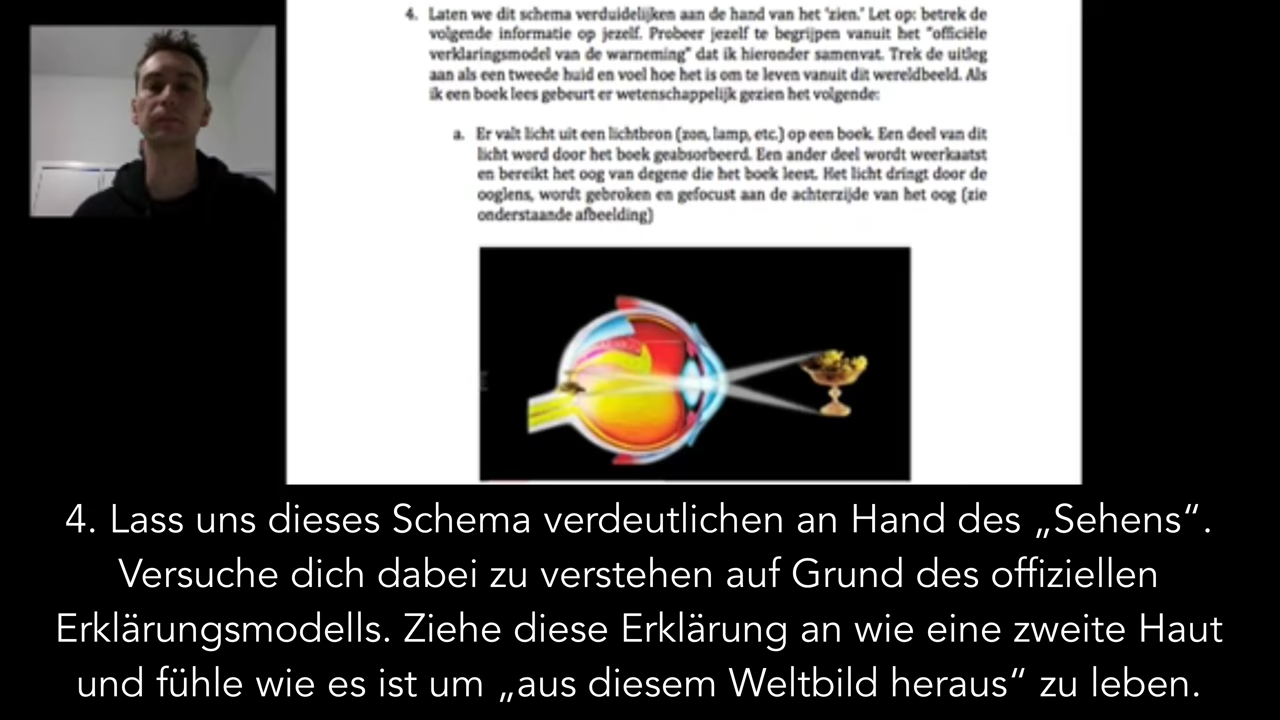 4. Laten we dit schema verduidelijken aan de hand van het "zien." Let op: betrek de
volgende informatie op jezelf. Probeer jezelf te begrijpen vanuit het "officiële
verklaringsmodel van de warneming" dat ik hieronder samenvat. Trek de uitleg
aan als een tweede huid en voel hoe het is om te leven vanuit dit wereldbeeld. Als
ik een boek lees gebeurt er wetenschappelijk gezien het volgende:
a. Er valt licht uit een lichtbron (zon, lamp, etc.) op een boek. Een deel van dit
licht word door het boek geabsorbeerd. Een ander deel wordt weerkaatst
en bereikt het oog van degene die het boek leest. Het licht dringt door de
ooglens, wordt gebroken en gefocust aan de achterzijde van het oog (zie
onderstaande afbeelding)
4. Lass uns dieses Schema verdeutlichen an Hand des „Sehens“.
Versuche dich dabei zu verstehen auf Grund des offiziellen
Erklärungsmodells. Ziehe diese Erklärung an wie eine zweite Haut
und fühle wie es ist um „aus diesem Weltbild heraus“ zu leben.